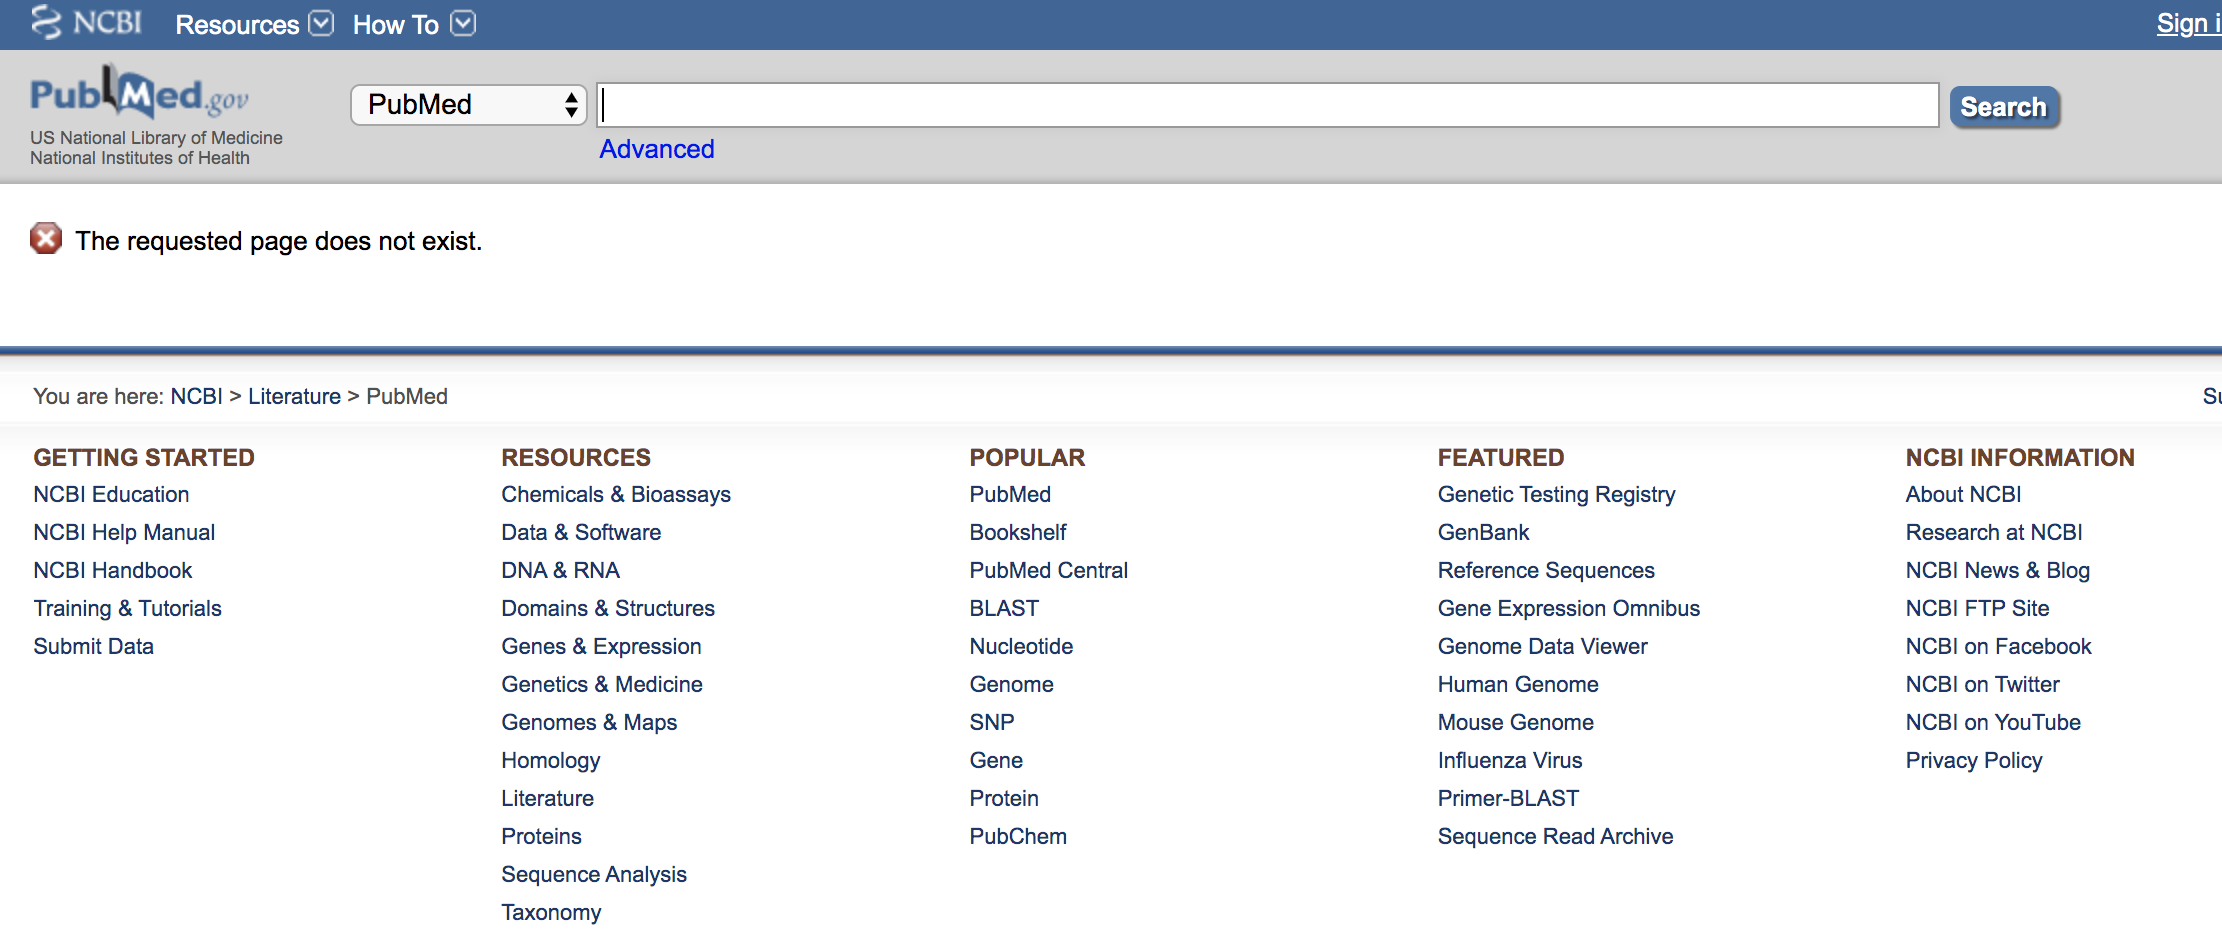 NCBI Resources How To Sign i
PubMed.gov
US National Library of Medicine
National Institutes of Health
PubMed
Search
Advanced
The requested page does not exist.
You are here: NCBI > Literature > PubMed
Su
GETTING STARTED
NCBI Education
NCBI Help Manual
NCBI Handbook
Training & Tutorials
Submit Data
RESOURCES
Chemicals & Bioassays
Data & Software
DNA & RNA
Domains & Structures
Genes & Expression
Genetics & Medicine
Genomes & Maps
Homology
Literature
Proteins
Sequence Analysis
Taxonomy
POPULAR
PubMed
Bookshelf
PubMed Central
BLAST
Nucleotide
Genome
SNP
Gene
Protein
PubChem
FEATURED
Genetic Testing Registry
GenBank
Reference Sequences
Gene Expression Omnibus
Genome Data Viewer
Human Genome
Mouse Genome
Influenza Virus
Primer-BLAST
Sequence Read Archive
NCBI INFORMATION
About NCBI
Research at NCBI
NCBI News & Blog
NCBI FTP Site
NCBI on Facebook
NCBI on Twitter
NCBI on YouTube
Privacy Policy